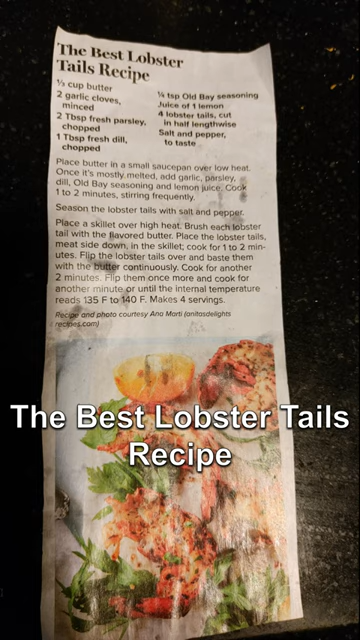 The Best Lobster
Tails Recipe
⅓ cup butter
2 garlic cloves,
minced
2 Tbsp fresh parsley,
chopped
1 Tbsp fresh dill,
chopped
¼ tsp Old Bay seasoning
Juice of 1 lemon
4 lobster tails, cut
in half lengthwise
Salt and pepper,
to taste
Place butter in a small saucepan over low heat.
Once it's mostly melted, add garlic, parsley,
dill, Old Bay seasoning and lemon juice. Cook
1 to 2 minutes, stirring frequently.
Season the lobster tails with salt and pepper.
Place a skillet over high heat. Brush each lobster
tail with the flavored butter. Place the lobster tails,
meat side down, in the skillet; cook for 1 to 2 min-
utes. Flip the lobster tails over and baste them
with the butter continuously. Cook for another
2 minutes. Flip them once more and cook for
another minute or until the internal temperature
reads 135 F to 140 F. Makes 4 servings.
Recipe and photo courtesy Ana Marti (anitasdelights
recipes.com)
The Best Lobster Tails
Recipe